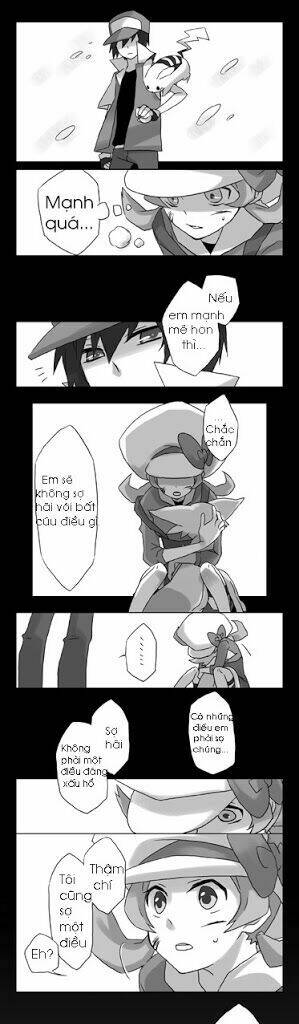 Mạnh
quá...
Nếu
em mạnh
mẽ hơn
thì...
...
Chắc
chắn
Em sẽ
không sợ
hãi với bất
cứu điều gì
......
Có những
điều em
phải sợ
chúng...
Sợ
hãi
Không
phải một
điều đáng
xấu hổ
Thậm
chí
Tôi
cũng
sợ
một
điều
Eh?